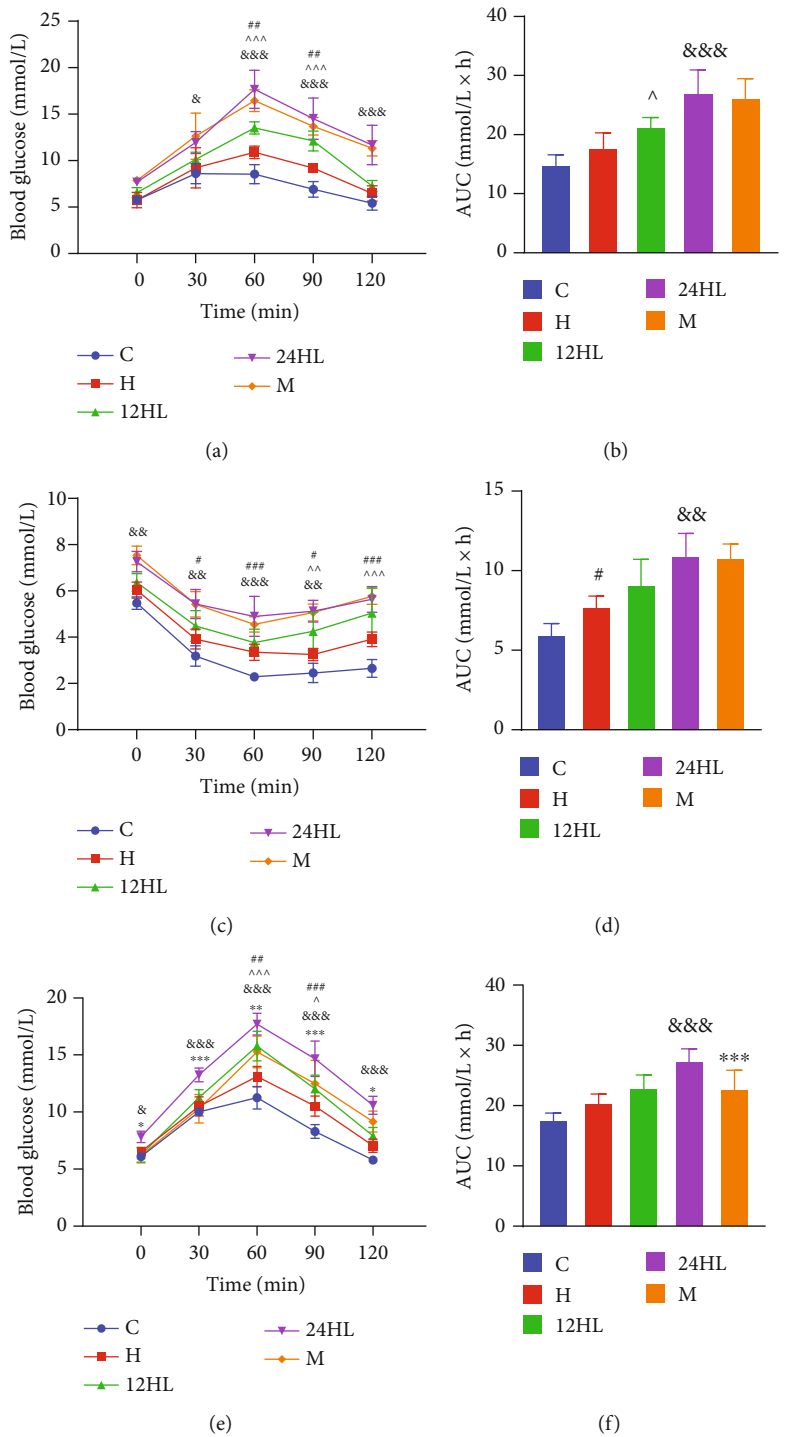 Blood glucose (mmol/L)
25
20
15
10
5
0
&
##
^^^
&&&
##
^^^
&&&
&&&
0 30 60 90 120
Time (min)
C
H
12HL
24HL
M
(a)
AUC (mmol/L × h)
40
30
20
10
0
^
&&&
C
H
12HL
24HL
M
(b)
Blood glucose (mmol/L)
10
8
6
4
2
0
&&
#
&&
###
&&&
#
^^
&&
###
^^^
0 30 60 90 120
Time (min)
C
H
12HL
24HL
M
(c)
AUC (mmol/L × h)
15
10
5
0
#
&&
C
H
12HL
24HL
M
(d)
Blood glucose (mmol/L)
20
15
10
5
0
&
*
&&&
***
##
^^^
&&&
**
###
^
&&&
***
&&&
*
0 30 60 90 120
Time (min)
C
H
12HL
24HL
M
(e)
AUC (mmol/L × h)
40
30
20
10
0
&&&
***
C
H
12HL
24HL
M
(f)